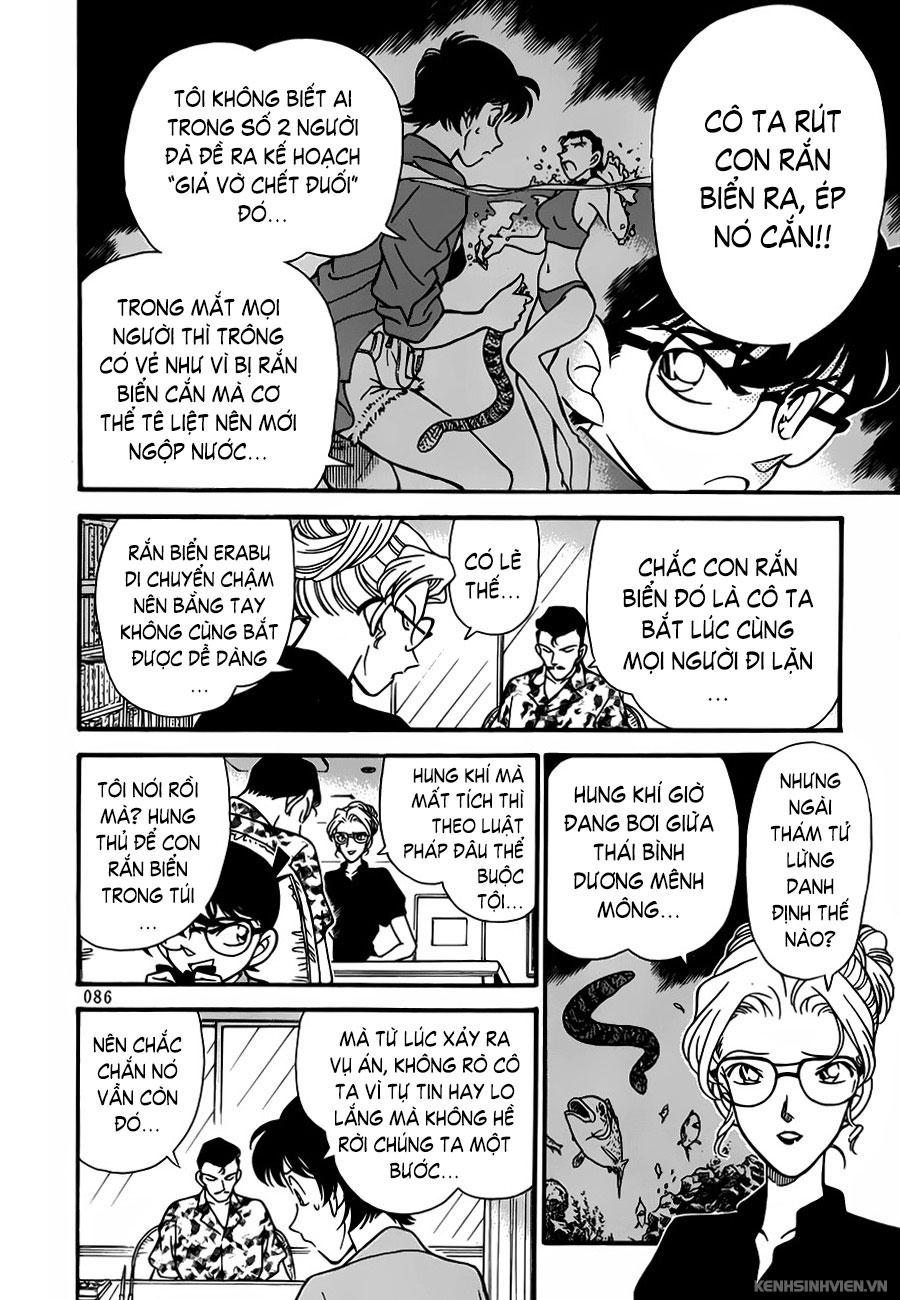 CÔ TA RÚT
CON RẮN
BIỂN RA, ÉP
NÓ CẮN!!
TÔI KHÔNG BIẾT AI
TRONG SỐ 2 NGƯỜI
ĐÃ ĐỀ RA KẾ HOẠCH
"GIẢ VỜ CHẾT ĐUỐI"
ĐÓ...
TRONG MẮT MỌI
NGƯỜI THÌ TRÔNG
CÓ VẺ NHƯ VÌ BỊ RẮN
BIỂN CẮN MÀ CƠ
THỂ TÊ LIỆT NÊN MỚI
NGỘP NƯỚC...
CHẮC CON RẮN
BIỂN ĐÓ LÀ CÔ TA
BẮT LÚC CÙNG
MỌI NGƯỜI ĐI LẶN
...
CÓ LẼ
THẾ...
RẮN BIỂN ERABU
DI CHUYỂN CHẬM
NÊN BẰNG TAY
KHÔNG CŨNG BẮT
ĐƯỢC DỄ DÀNG
...
NHƯNG
NGÀI
THÁM TỬ
LỪNG
DANH
ĐỊNH THẾ
NÀO?
HUNG KHÍ GIỜ
ĐANG BƠI GIỮA
THÁI BÌNH
DƯƠNG MÊNH
MÔNG...
HUNG KHÍ MÀ
MẤT TÍCH THÌ
THEO LUẬT
PHÁP ĐÂU THỂ
BUỘC
TỘI...
TÔI NÓI RỒI
MÀ? HUNG
THỦ ĐỂ CON
RẮN BIỂN
TRONG TÚI
...
086
MÀ TỪ LÚC XẢY RA
VỤ ÁN, KHÔNG RÕ CÔ
TA VÌ TỰ TIN HAY LO
LẮNG MÀ KHÔNG HỀ
RỜI CHÚNG TA MỘT
BƯỚC...
NÊN CHẮC
CHẮN NÓ
VẪN CÒN
ĐÓ...
KENHSINHVIEN.VN